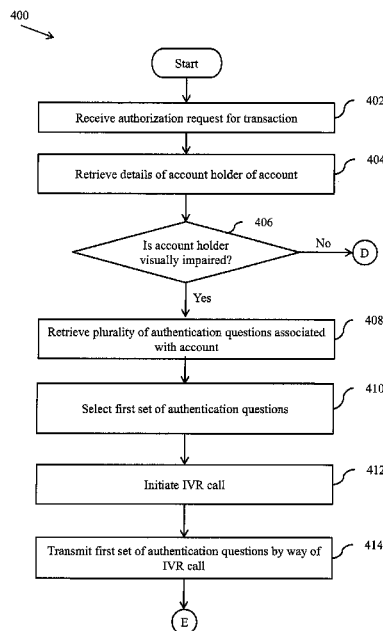 400
Start
402
Receive authorization request for transaction
404
Retrieve details of account holder of account
406
Is account holder
visually impaired?
No
D
Yes
408
Retrieve plurality of authentication questions associated
with account
410
Select first set of authentication questions
412
Initiate IVR call
414
Transmit first set of authentication questions by way of
IVR call
E